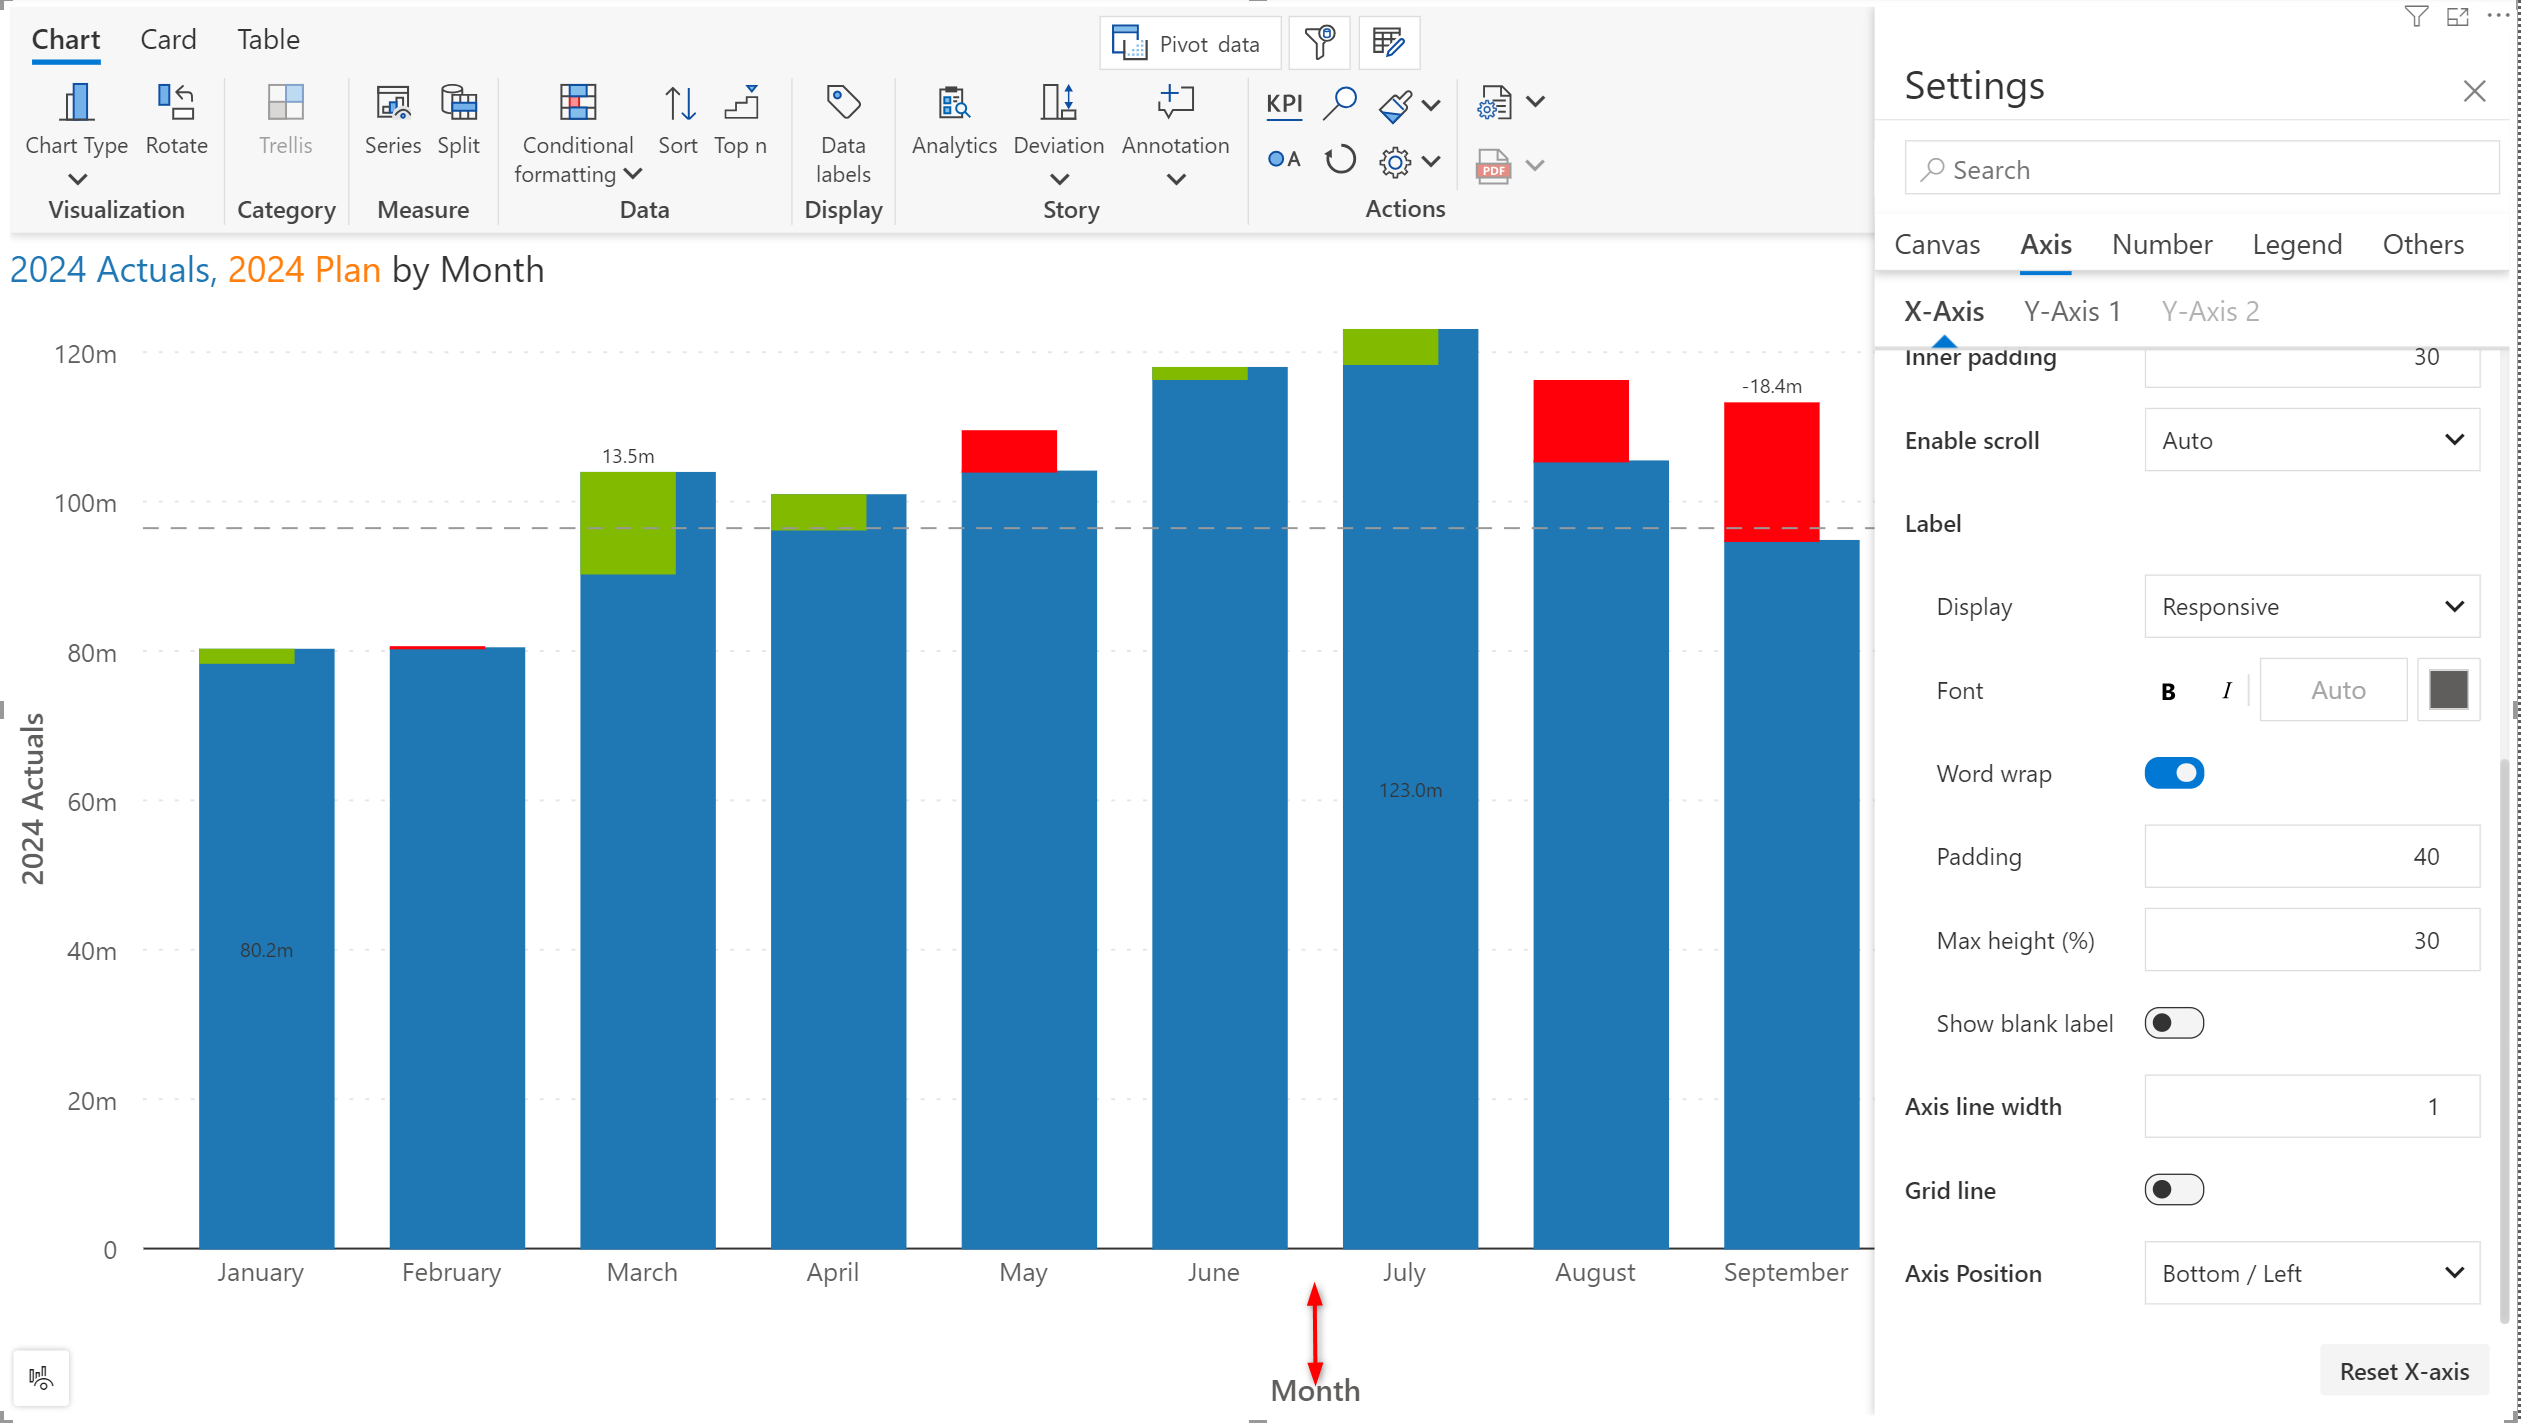 Chart Card Table
Pivot data
Chart Type Rotate Trellis Series Split Conditional formatting Sort Top n Data labels Analytics Deviation Annotation KPI A PDF
Visualization Category Measure Data Display Story Actions
2024 Actuals, 2024 Plan by Month
120m
100m
80m
60m
40m
20m
0
2024 Actuals
13.5m
-18.4m
123.0m
80.2m
January February March April May June July August September
Month
Settings
Search
Canvas Axis Number Legend Others
X-Axis Y-Axis 1 Y-Axis 2
Inner padding 30
Enable scroll Auto
Label
Display Responsive
Font B I Auto
Word wrap
Padding 40
Max height (%) 30
Show blank label
Axis line width 1
Grid line
Axis Position Bottom / Left
Reset X-axis